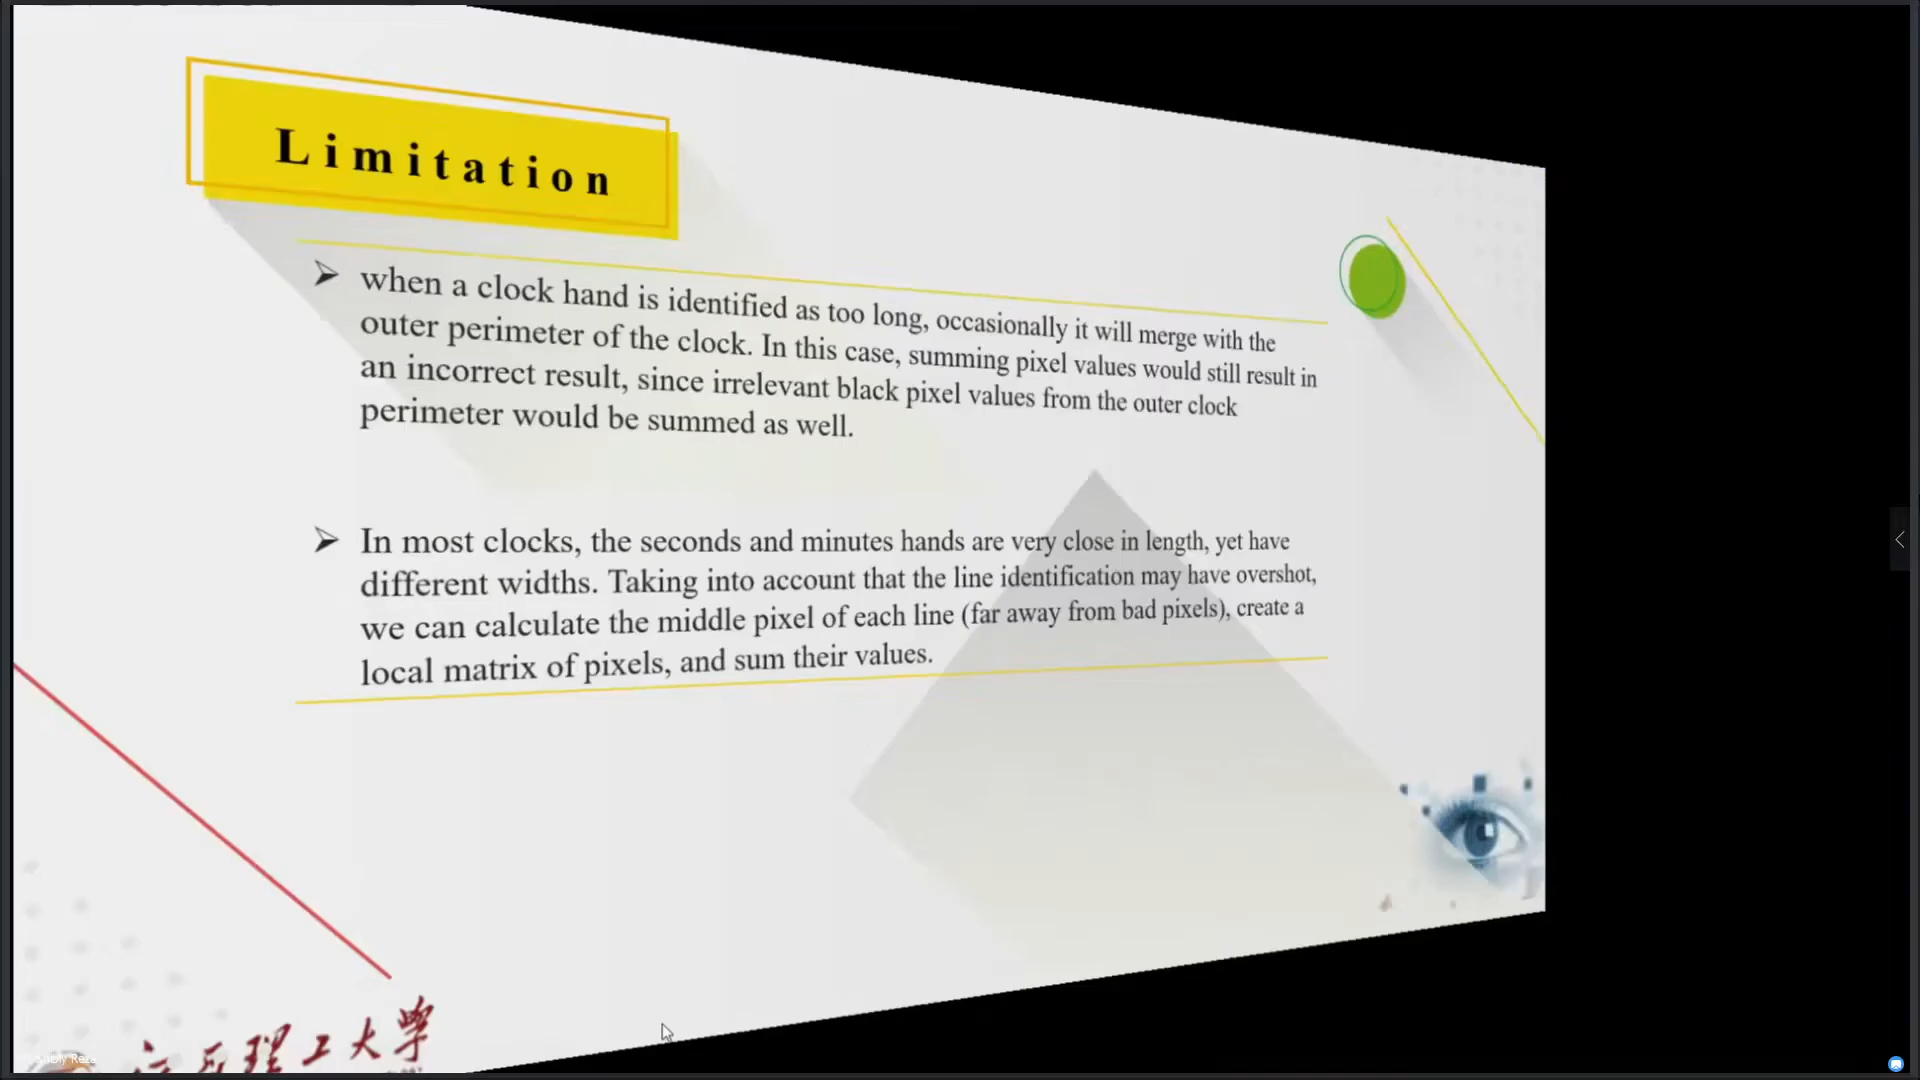 Limitation
➢ when a clock hand is identified as too long, occasionally it will merge with the
outer perimeter of the clock. In this case, summing pixel values would still result in
an incorrect result, since irrelevant black pixel values from the outer clock
perimeter would be summed as well.
➢ In most clocks, the seconds and minutes hands are very close in length, yet have
different widths. Taking into account that the line identification may have overshot,
we can calculate the middle pixel of each line (far away from bad pixels), create a
local matrix of pixels, and sum their values.
理工大学
Reza